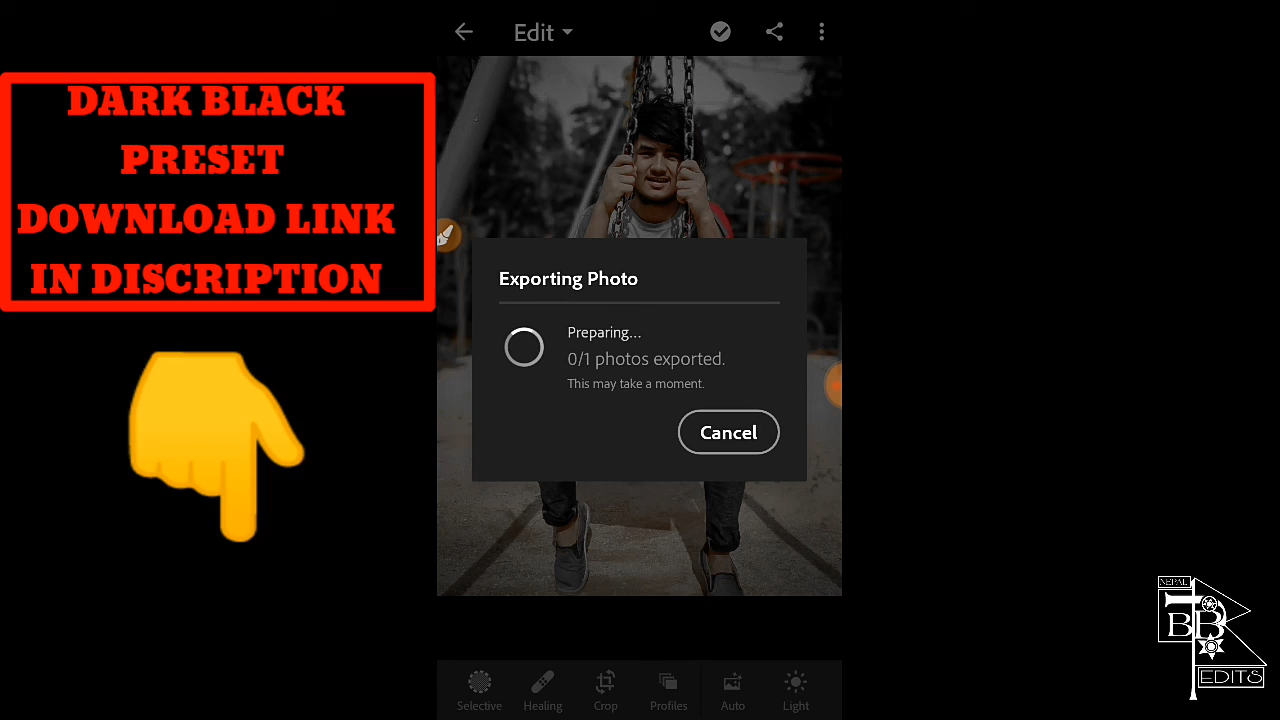 Edit
DARK BLACK
PRESET
DOWNLOAD LINK
IN DISCRIPTION
Exporting Photo
Preparing...
0/1 photos exported.
This may take a moment.
Cancel
Selective
Healing
Crop
Profiles
Auto
Light
NEPAL
BB
EDITS